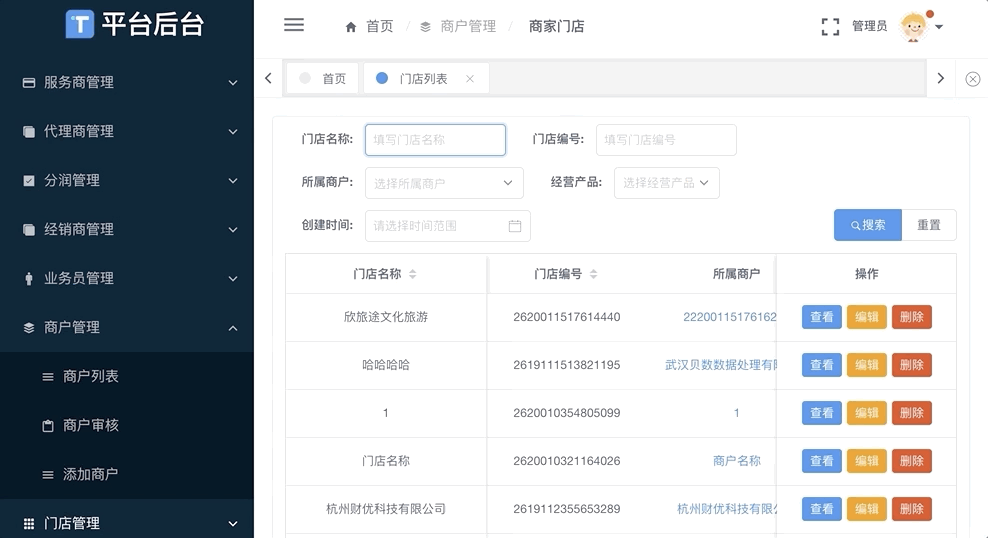 T 平台后台
服务商管理
代理商管理
分润管理
经销商管理
业务员管理
商户管理
商户列表
商户审核
添加商户
门店管理
首页 / 商户管理 / 商家门店
管理员
首页 门店列表
门店名称: 填写门店名称 门店编号: 填写门店编号
所属商户: 选择所属商户 经营产品: 选择经营产品
创建时间: 请选择时间范围 搜索 重置
门店名称 门店编号 所属商户 操作
欣旅途文化旅游 2620011517614440 22200115176162 查看 编辑 删除
哈哈哈哈 2619111513821195 武汉贝数数据处理有 查看 编辑 删除
1 2620010354805099 1 查看 编辑 删除
门店名称 2620010321164026 商户名称 查看 编辑 删除
杭州财优科技有限公司 2619112355653289 杭州财优科技有限 查看 编辑 删除